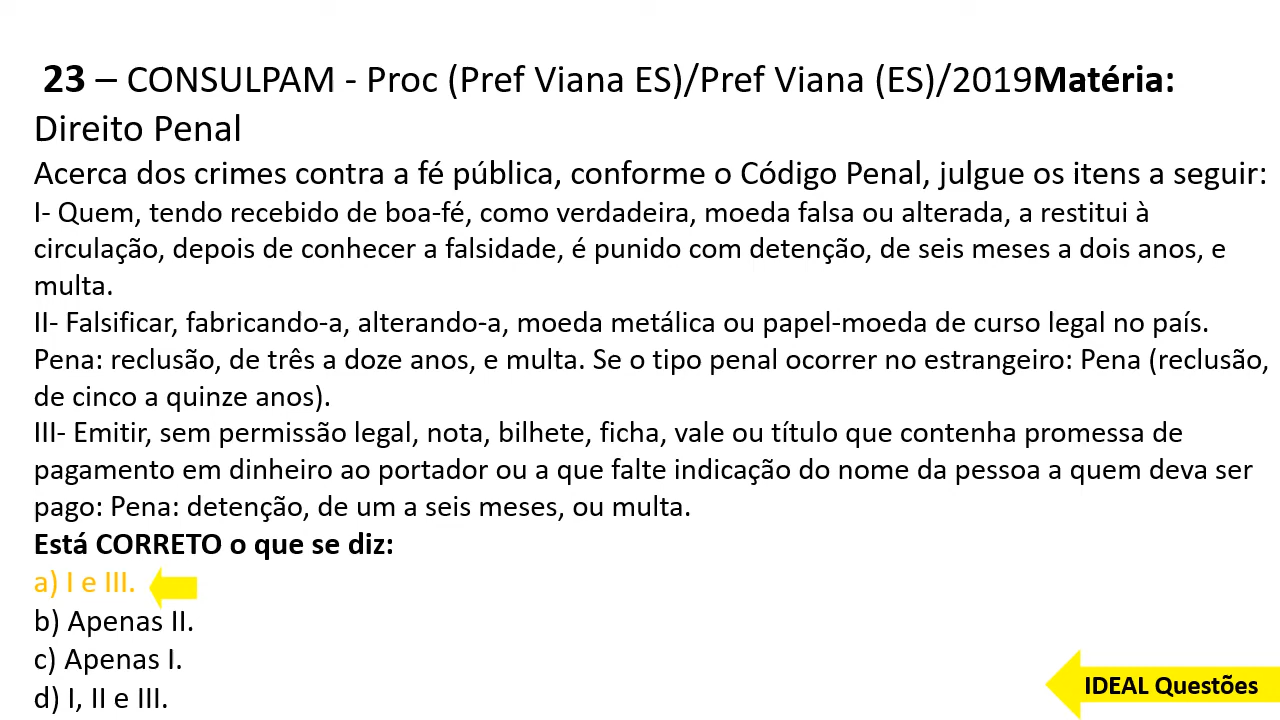 23 – CONSULPAM - Proc (Pref Viana ES)/Pref Viana (ES)/2019Matéria:
Direito Penal
Acerca dos crimes contra a fé pública, conforme o Código Penal, julgue os itens a seguir:
I- Quem, tendo recebido de boa-fé, como verdadeira, moeda falsa ou alterada, a restitui à
circulação, depois de conhecer a falsidade, é punido com detenção, de seis meses a dois anos, e
multa.
II- Falsificar, fabricando-a, alterando-a, moeda metálica ou papel-moeda de curso legal no país.
Pena: reclusão, de três a doze anos, e multa. Se o tipo penal ocorrer no estrangeiro: Pena (reclusão,
de cinco a quinze anos).
III- Emitir, sem permissão legal, nota, bilhete, ficha, vale ou título que contenha promessa de
pagamento em dinheiro ao portador ou a que falte indicação do nome da pessoa a quem deva ser
pago: Pena: detenção, de um a seis meses, ou multa.
Está CORRETO o que se diz:
a) I e III.
b) Apenas II.
c) Apenas I.
d) I, II e III.
IDEAL Questões